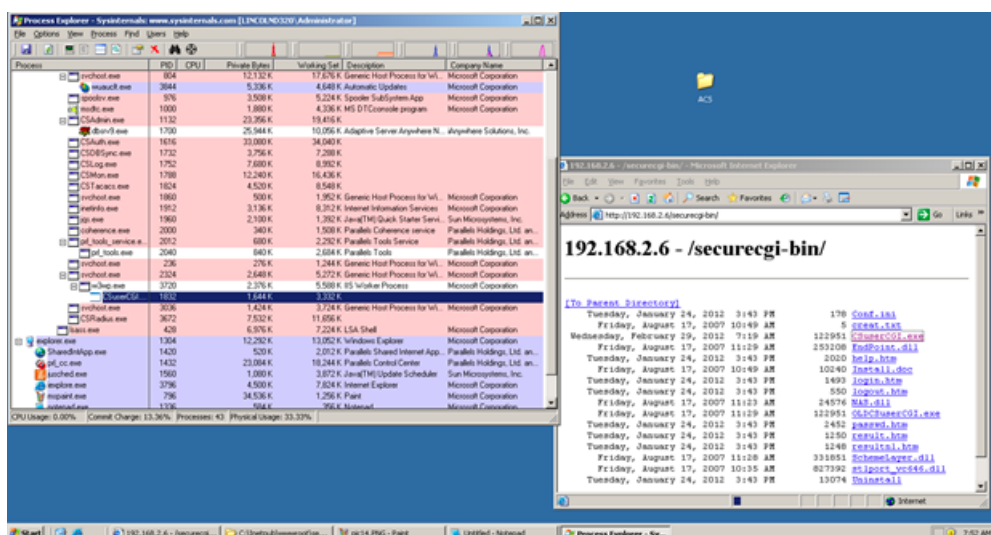 Process Explorer - Sysinternals: www.sysinternals.com [LINCOLND320\Administrator]
File Options View Process Find Users Help
Process PID CPU Private Bytes Working Set Description Company Name
svchost.exe 804 12,132 K 17,676 K Generic Host Process for Wi... Microsoft Corporation
wuauclt.exe 3844 5,336 K 4,648 K Automatic Updates Microsoft Corporation
spoolsv.exe 976 3,508 K 5,224 K Spooler SubSystem App Microsoft Corporation
msdtc.exe 1000 1,880 K 4,336 K MS DTCconsole program Microsoft Corporation
CSAdmin.exe 1132 23,356 K 19,416 K
dbsrv9.exe 1700 25,944 K 10,056 K Adaptive Server Anywhere N... iAnywhere Solutions, Inc.
CSAuth.exe 1616 33,080 K 34,040 K
CSDBSync.exe 1732 3,756 K 7,288 K
CSLog.exe 1752 7,680 K 8,992 K
CSMon.exe 1788 12,240 K 16,436 K
CSTacacs.exe 1824 4,520 K 8,548 K
svchost.exe 1860 500 K 1,952 K Generic Host Process for Wi... Microsoft Corporation
inetinfo.exe 1912 3,136 K 8,312 K Internet Information Services Microsoft Corporation
jqs.exe 1960 2,100 K 1,392 K Java(TM) Quick Starter Servi... Sun Microsystems, Inc.
coherence.exe 2000 340 K 1,508 K Parallels Coherence service Parallels Holdings, Ltd. an...
prl_tools_service.e... 2012 680 K 2,292 K Parallels Tools Service Parallels Holdings, Ltd. an...
prl_tools.exe 2040 840 K 2,684 K Parallels Tools Parallels Holdings, Ltd. an...
svchost.exe 236 276 K 1,244 K Generic Host Process for Wi... Microsoft Corporation
svchost.exe 2324 2,648 K 5,272 K Generic Host Process for Wi... Microsoft Corporation
w3wp.exe 3720 2,376 K 5,588 K IIS Worker Process Microsoft Corporation
CSuserCGI.... 1832 1,644 K 3,332 K
svchost.exe 3036 1,424 K 3,724 K Generic Host Process for Wi... Microsoft Corporation
CSRadius.exe 3672 7,532 K 11,656 K
lsass.exe 428 6,976 K 7,224 K LSA Shell Microsoft Corporation
explorer.exe 1304 12,292 K 13,052 K Windows Explorer Microsoft Corporation
SharedIntApp.exe 1420 520 K 2,012 K Parallels Shared Internet App... Parallels Holdings, Ltd. an...
prl_cc.exe 1432 23,084 K 18,244 K Parallels Control Center Parallels Holdings, Ltd. an...
jusched.exe 1560 1,080 K 3,872 K Java(TM) Update Scheduler Sun Microsystems, Inc.
iexplore.exe 3796 4,500 K 7,824 K Internet Explorer Microsoft Corporation
mspaint.exe 796 34,536 K 1,256 K Paint Microsoft Corporation
notepad.exe 1336 584 K 356 K Notepad Microsoft Corporation
CPU Usage: 0.00% Commit Charge: 13.36% Processes: 43 Physical Usage: 33.33%
ACS
192.168.2.6 - /securecgi-bin/ - Microsoft Internet Explorer
File Edit View Favorites Tools Help
Back Search Favorites
Address http://192.168.2.6/securecgi-bin/ Go Links
192.168.2.6 - /securecgi-bin/
[To Parent Directory]
Tuesday, January 24, 2012 3:43 PM 178 Conf.ini
Friday, August 17, 2007 10:49 AM 5 creat.txt
Wednesday, February 29, 2012 7:19 AM 122951 CSuserCGI.exe
Friday, August 17, 2007 11:29 AM 253208 EndPoint.dll
Tuesday, January 24, 2012 3:43 PM 2020 help.htm
Friday, August 17, 2007 10:49 AM 10240 Install.doc
Tuesday, January 24, 2012 3:43 PM 1493 login.htm
Tuesday, January 24, 2012 3:43 PM 550 logout.htm
Friday, August 17, 2007 11:23 AM 24576 NAS.dll
Friday, August 17, 2007 11:29 AM 122951 OLDCSuserCGI.exe
Tuesday, January 24, 2012 3:43 PM 2452 passwd.htm
Tuesday, January 24, 2012 3:43 PM 1250 result.htm
Tuesday, January 24, 2012 3:43 PM 1248 resultal.htm
Friday, August 17, 2007 11:28 AM 331851 SchemeLayer.dll
Friday, August 17, 2007 10:35 AM 827392 stlport_vc646.dll
Tuesday, January 24, 2012 3:43 PM 13074 Uninstall
Internet
Start 192.168.2.6 - /securecgi... pic14.PNG - Paint Untitled - Notepad Process Explorer - Sy... 7:52 AM